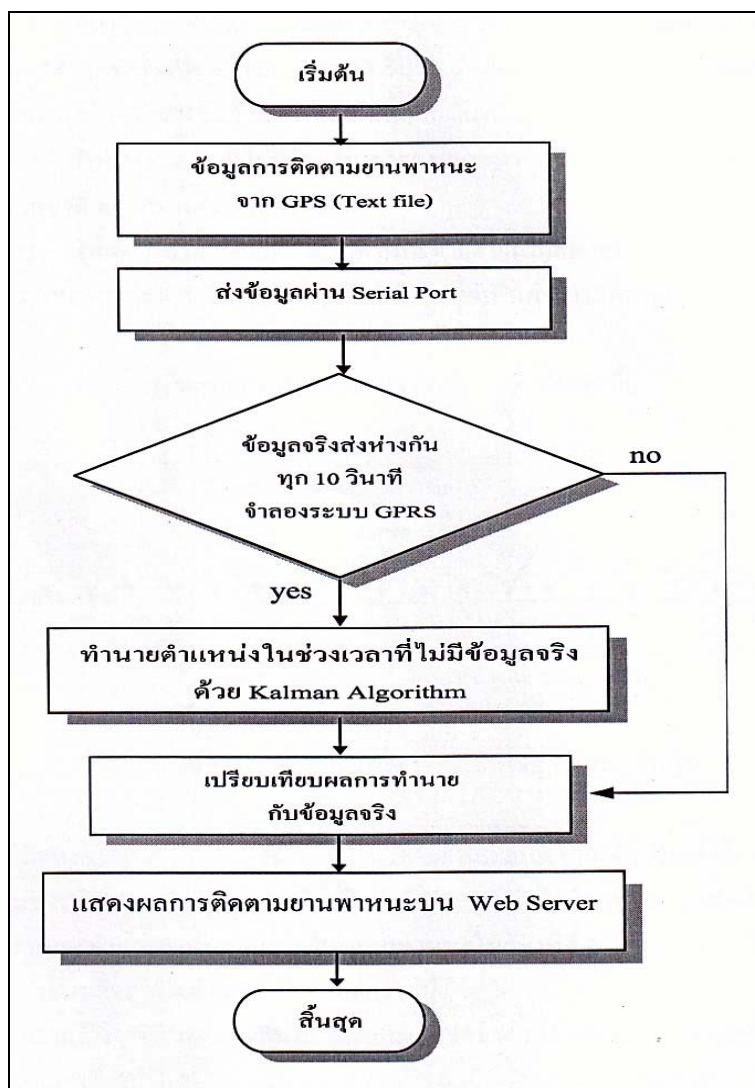 เริ่มต้น
ข้อมูลการติดตามยานพาหนะ
จาก GPS (Text file)
ส่งข้อมูลผ่าน Serial Port
ข้อมูลจริงส่งห่างกัน
ทุก 10 วินาที
จำลองระบบ GPRS
no
yes
ทำนายตำแหน่งในช่วงเวลาที่ไม่มีข้อมูลจริง
ด้วย Kalman Algorithm
เปรียบเทียบผลการทำนาย
กับข้อมูลจริง
แสดงผลการติดตามยานพาหนะบน Web Server
สิ้นสุด